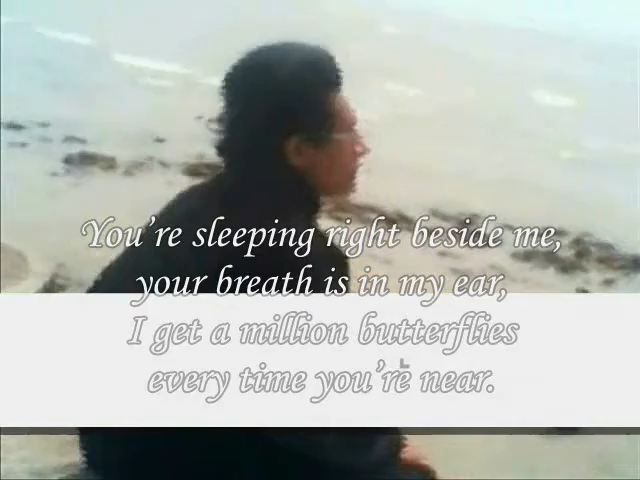 You're sleeping right beside me,
your breath is in my ear,
I get a million butterflies
every time you're near.